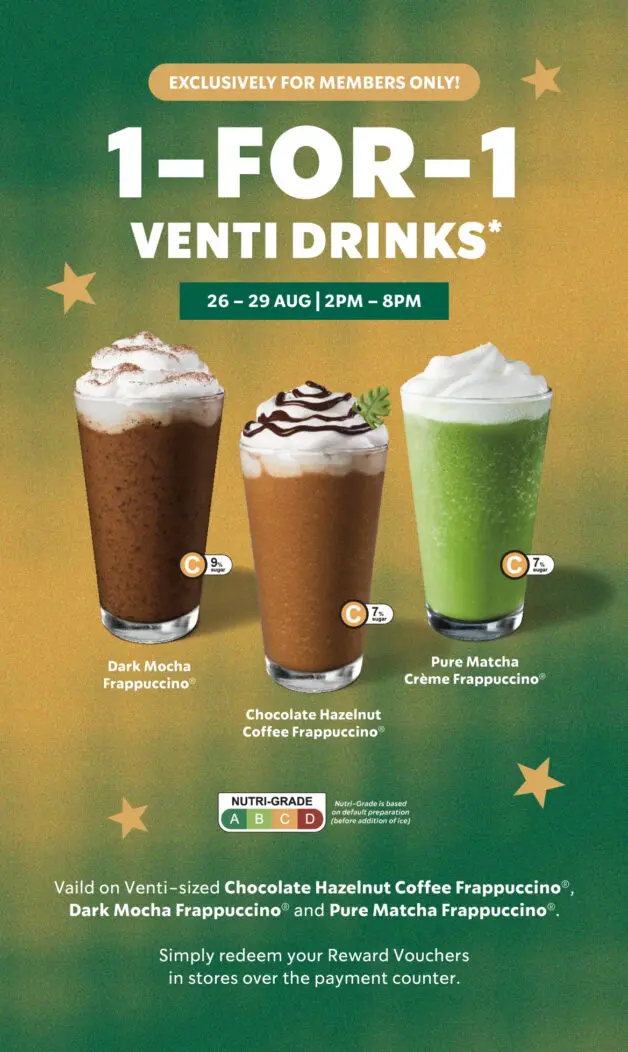 EXCLUSIVELY FOR MEMBERS ONLY!
1-FOR-1
VENTI DRINKS*
26 – 29 AUG | 2PM – 8PM
C 9% sugar
C 7% sugar
C 7% sugar
Dark Mocha
Frappuccino®
Pure Matcha
Crème Frappuccino®
Chocolate Hazelnut
Coffee Frappuccino®
NUTRI-GRADE
A B C D
Nutri-Grade is based
on default preparation
(before addition of ice)
Vaild on Venti-sized Chocolate Hazelnut Coffee Frappuccino®,
Dark Mocha Frappuccino® and Pure Matcha Frappuccino®.
Simply redeem your Reward Vouchers
in stores over the payment counter.